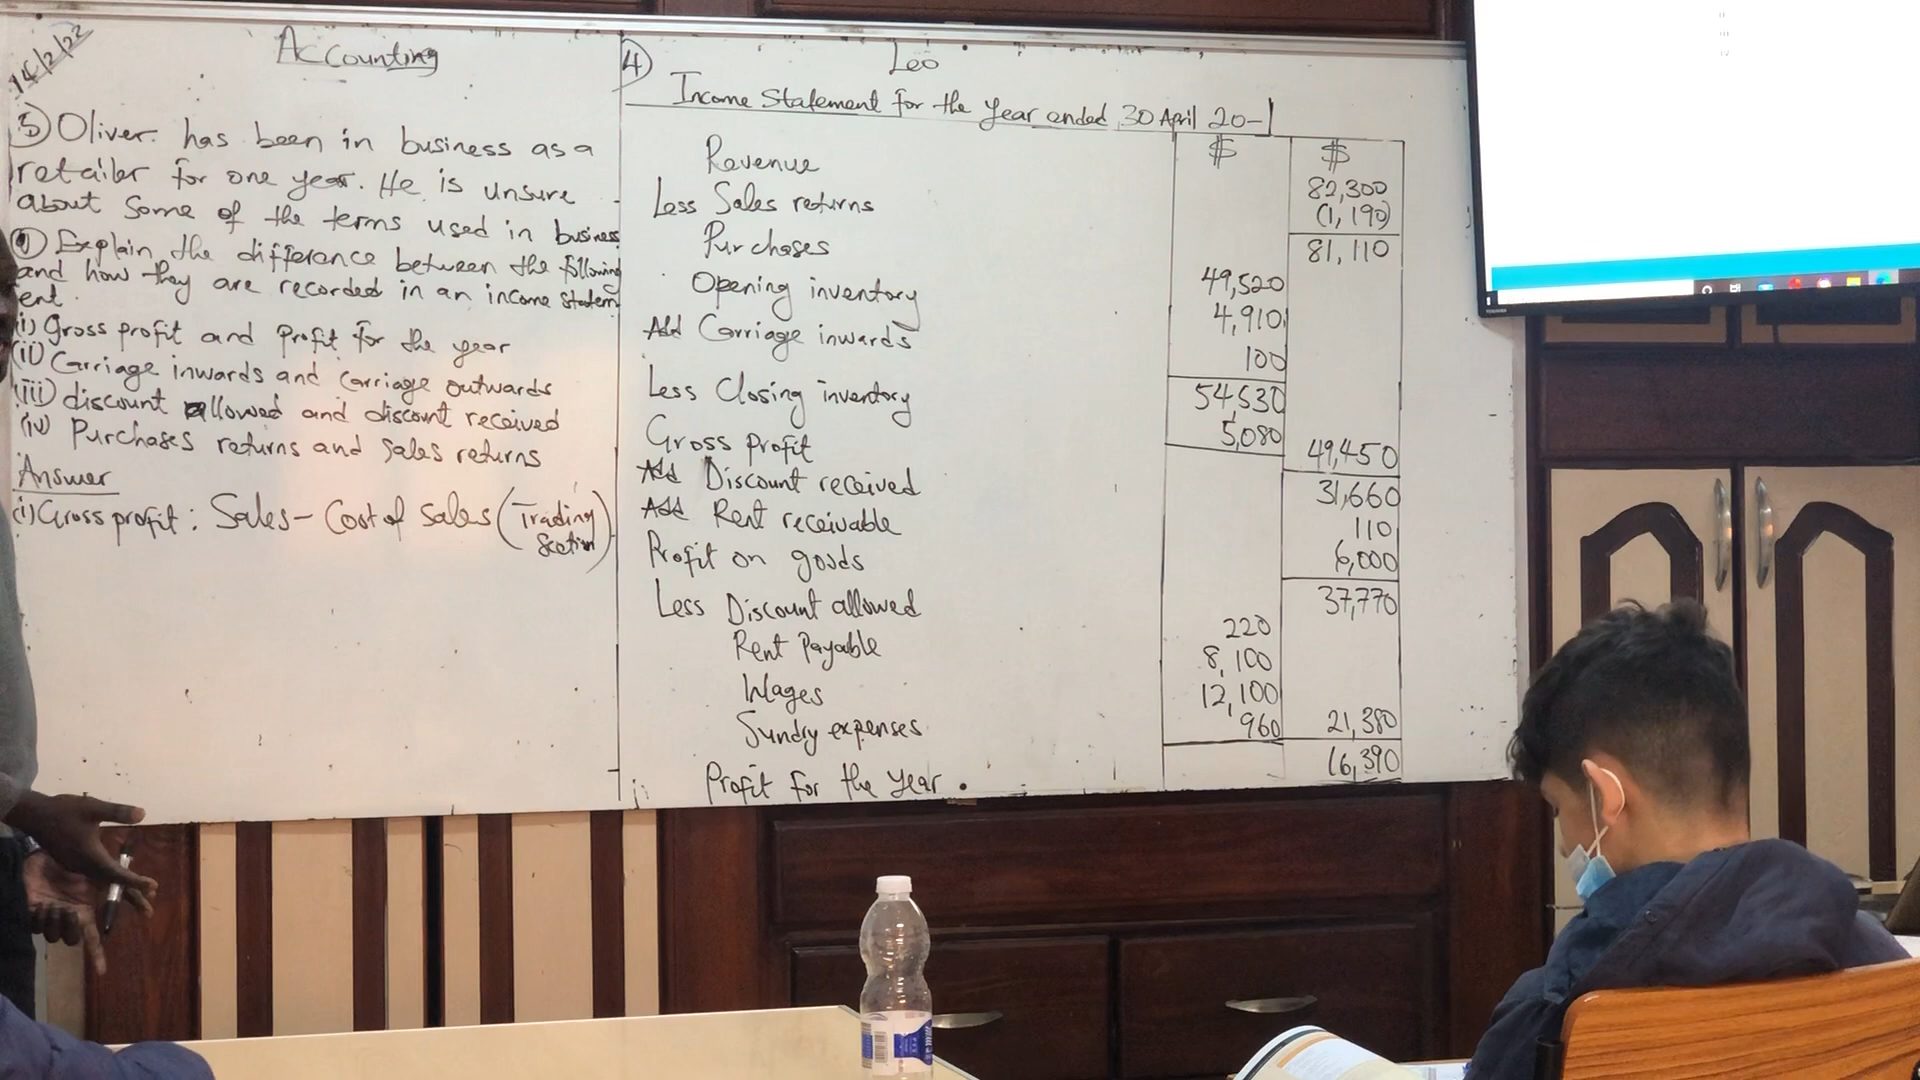 14/2/22
Accounting
5) Oliver. has been in business as a
retailer for one year. He is unsure
about some of the terms used in business
a) Explain the difference between the following
and how they are recorded in an income statem
ent.
(i) Gross profit and profit for the year
(ii) Carriage inwards and carriage outwards
(iii) discount allowed and discount received
(iv) Purchases returns and sales returns
Answer
(i) Gross profit: Sales - Cost of sales (Trading
Section)
4) Leo
Income Statement for the year ended 30 April 20-1
$ $
Revenue 82,300
Less Sales returns (1,190)
81,110
Purchases 49,520
Opening inventory 4,910
Add Carriage inwards 100
54,530
Less Closing inventory 5,080 49,450
Gross profit 31,660
Add Discount received 110
Add Rent receivable 6,000
Profit on goods 37,770
Less Discount allowed 220
Rent Payable 8,100
Wages 12,100
Sundry expenses 960 21,380
Profit for the year. 16,390